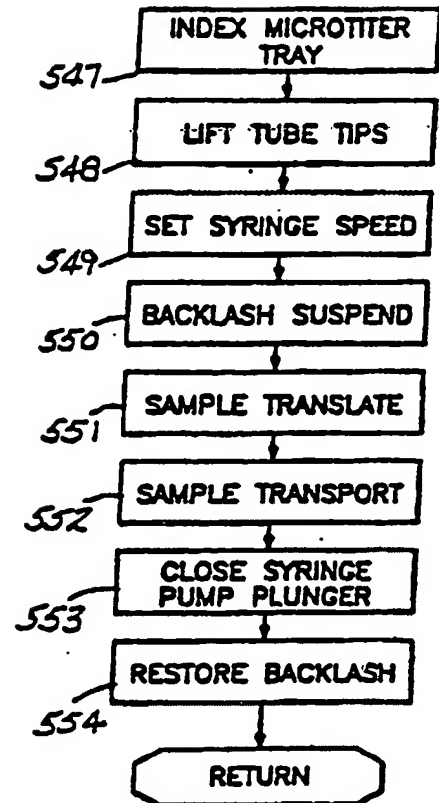 INDEX MICROTITER
TRAY
547
LIFT TUBE TIPS
548
SET SYRINGE SPEED
549
BACKLASH SUSPEND
550
SAMPLE TRANSLATE
551
SAMPLE TRANSPORT
552
CLOSE SYRINGE
PUMP PLUNGER
553
RESTORE BACKLASH
554
RETURN